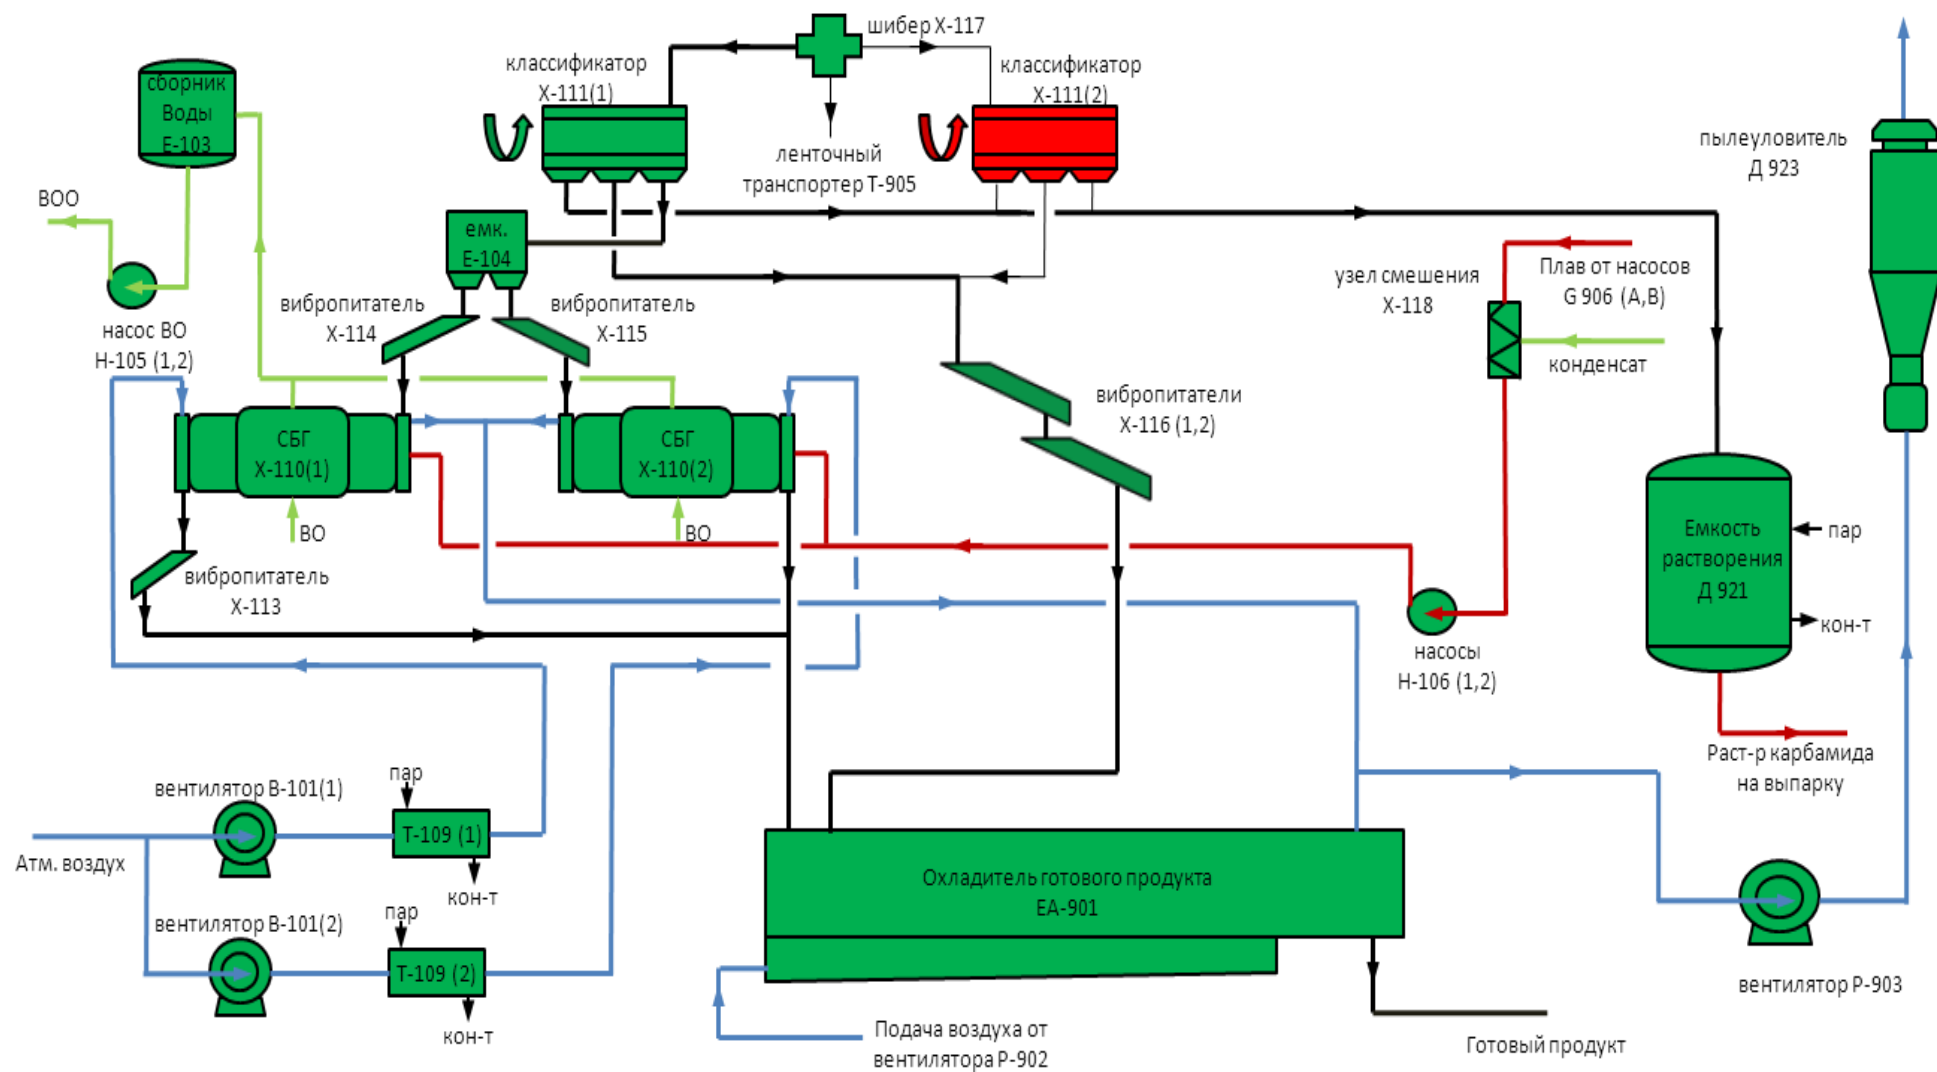 шибер Х-117
классификатор
Х-111(1)
классификатор
Х-111(2)
сборник
Воды
Е-103
пылеуловитель
Д 923
ленточный
транспортер Т-905
ВОО
емк.
Е-104
Плав от насосов
G 906 (А,В)
узел смешения
Х-118
вибропитатель
Х-114
вибропитатель
Х-115
насос ВО
Н-105 (1,2)
конденсат
вибропитатели
Х-116 (1,2)
СБГ
Х-110(1)
СБГ
Х-110(2)
ВО
ВО
Емкость
растворения
Д 921
пар
кон-т
вибропитатель
Х-113
насосы
Н-106 (1,2)
Раст-р карбамида
на выпарку
вентилятор В-101(1)
пар
Т-109 (1)
кон-т
Атм. воздух
вентилятор В-101(2)
пар
Т-109 (2)
кон-т
Охладитель готового продукта
ЕА-901
вентилятор Р-903
Подача воздуха от
вентилятора Р-902
Готовый продукт